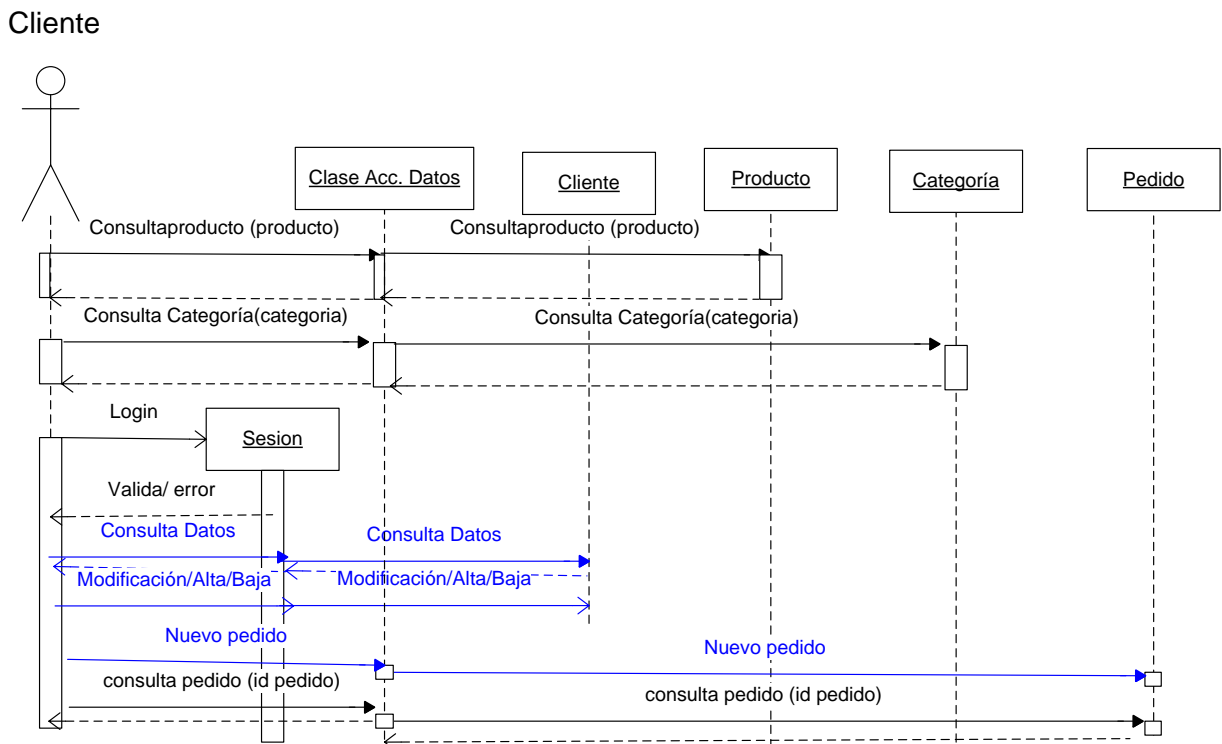 Cliente
Clase Acc. Datos
Cliente
Producto
Categoría
Pedido
Consultaproducto (producto)
Consultaproducto (producto)
Consulta Categoría(categoria)
Consulta Categoría(categoria)
Login
Sesion
Valida/ error
Consulta Datos
Consulta Datos
Modificación/Alta/Baja
Modificación/Alta/Baja
Nuevo pedido
Nuevo pedido
consulta pedido (id pedido)
consulta pedido (id pedido)